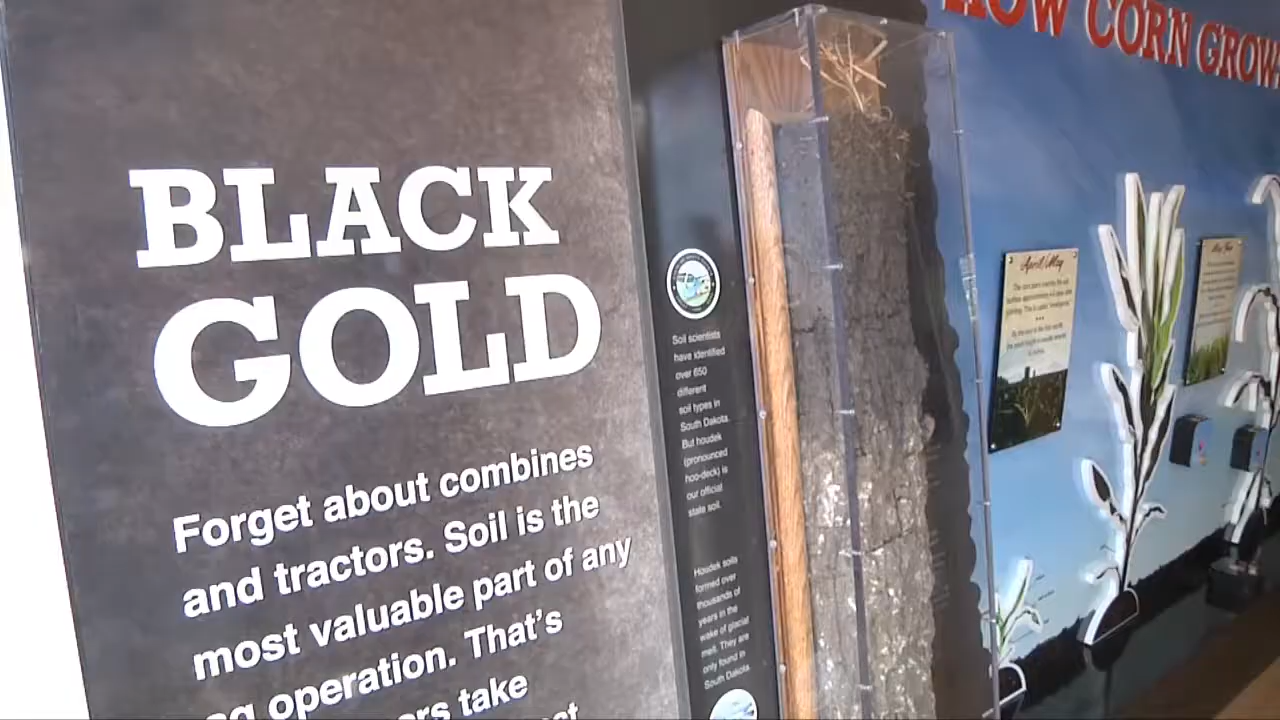 BLACK
GOLD
Forget about combines
and tractors. Soil is the
most valuable part of any
ag operation. That's
take
Soil scientists
have identified
over 650
different
soil types in
South Dakota.
But houdek
(pronounced
hoo-deck) is
our official
state soil.
Houdek soils
formed over
thousands of
years in the
wake of glacial
melt. They are
only found in
South Dakota.
HOW CORN GROW
April/May